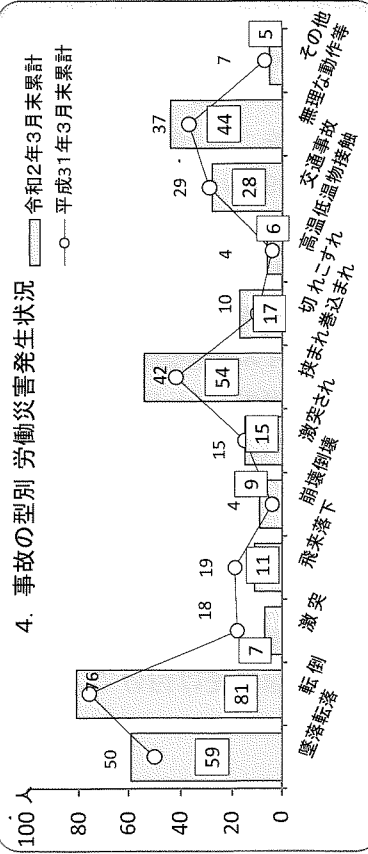 4. 事故の型別 労働災害発生状況
令和2年3月末累計
平成31年3月末累計
100 人
80
60
40
20
0
50
76
18
19
4
15
42
10
4
29
37
7
59
81
7
11
9
15
54
17
6
28
44
5
墜落転落
転倒
激突
飛来落下
崩壊倒壊
激突され
挟まれ巻込まれ
切れこすれ
高温低温物接触
交通事故
無理な動作等
その他